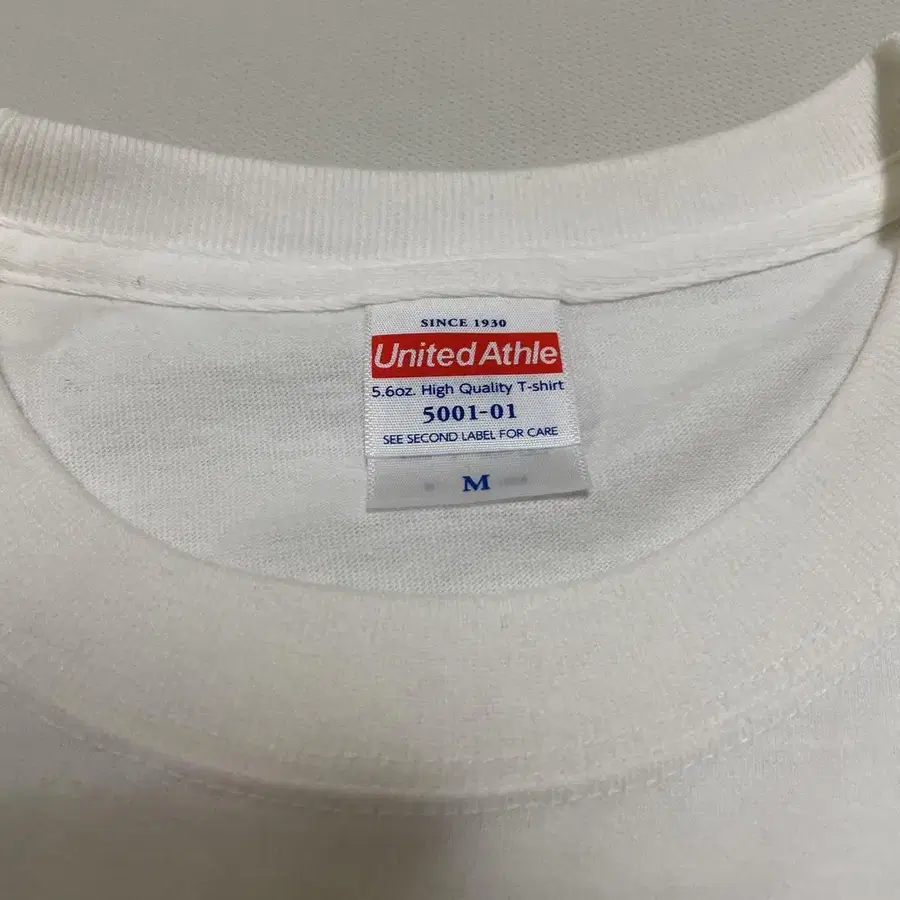 SINCE 1930
United Athle
5.6oz. High Quality T-shirt
5001-01
SEE SECOND LABEL FOR CARE
M